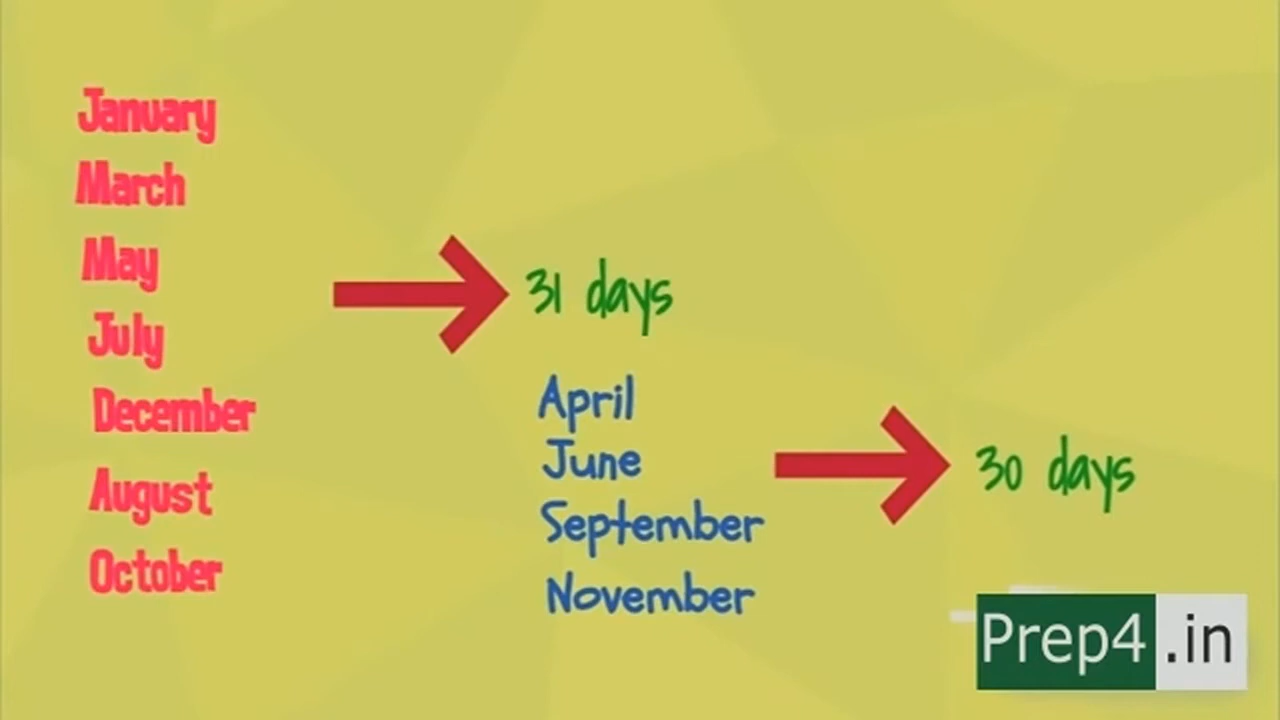 January
March
May
July
December
August
October
31 days
April
June
September
November
30 days
Prep4.in